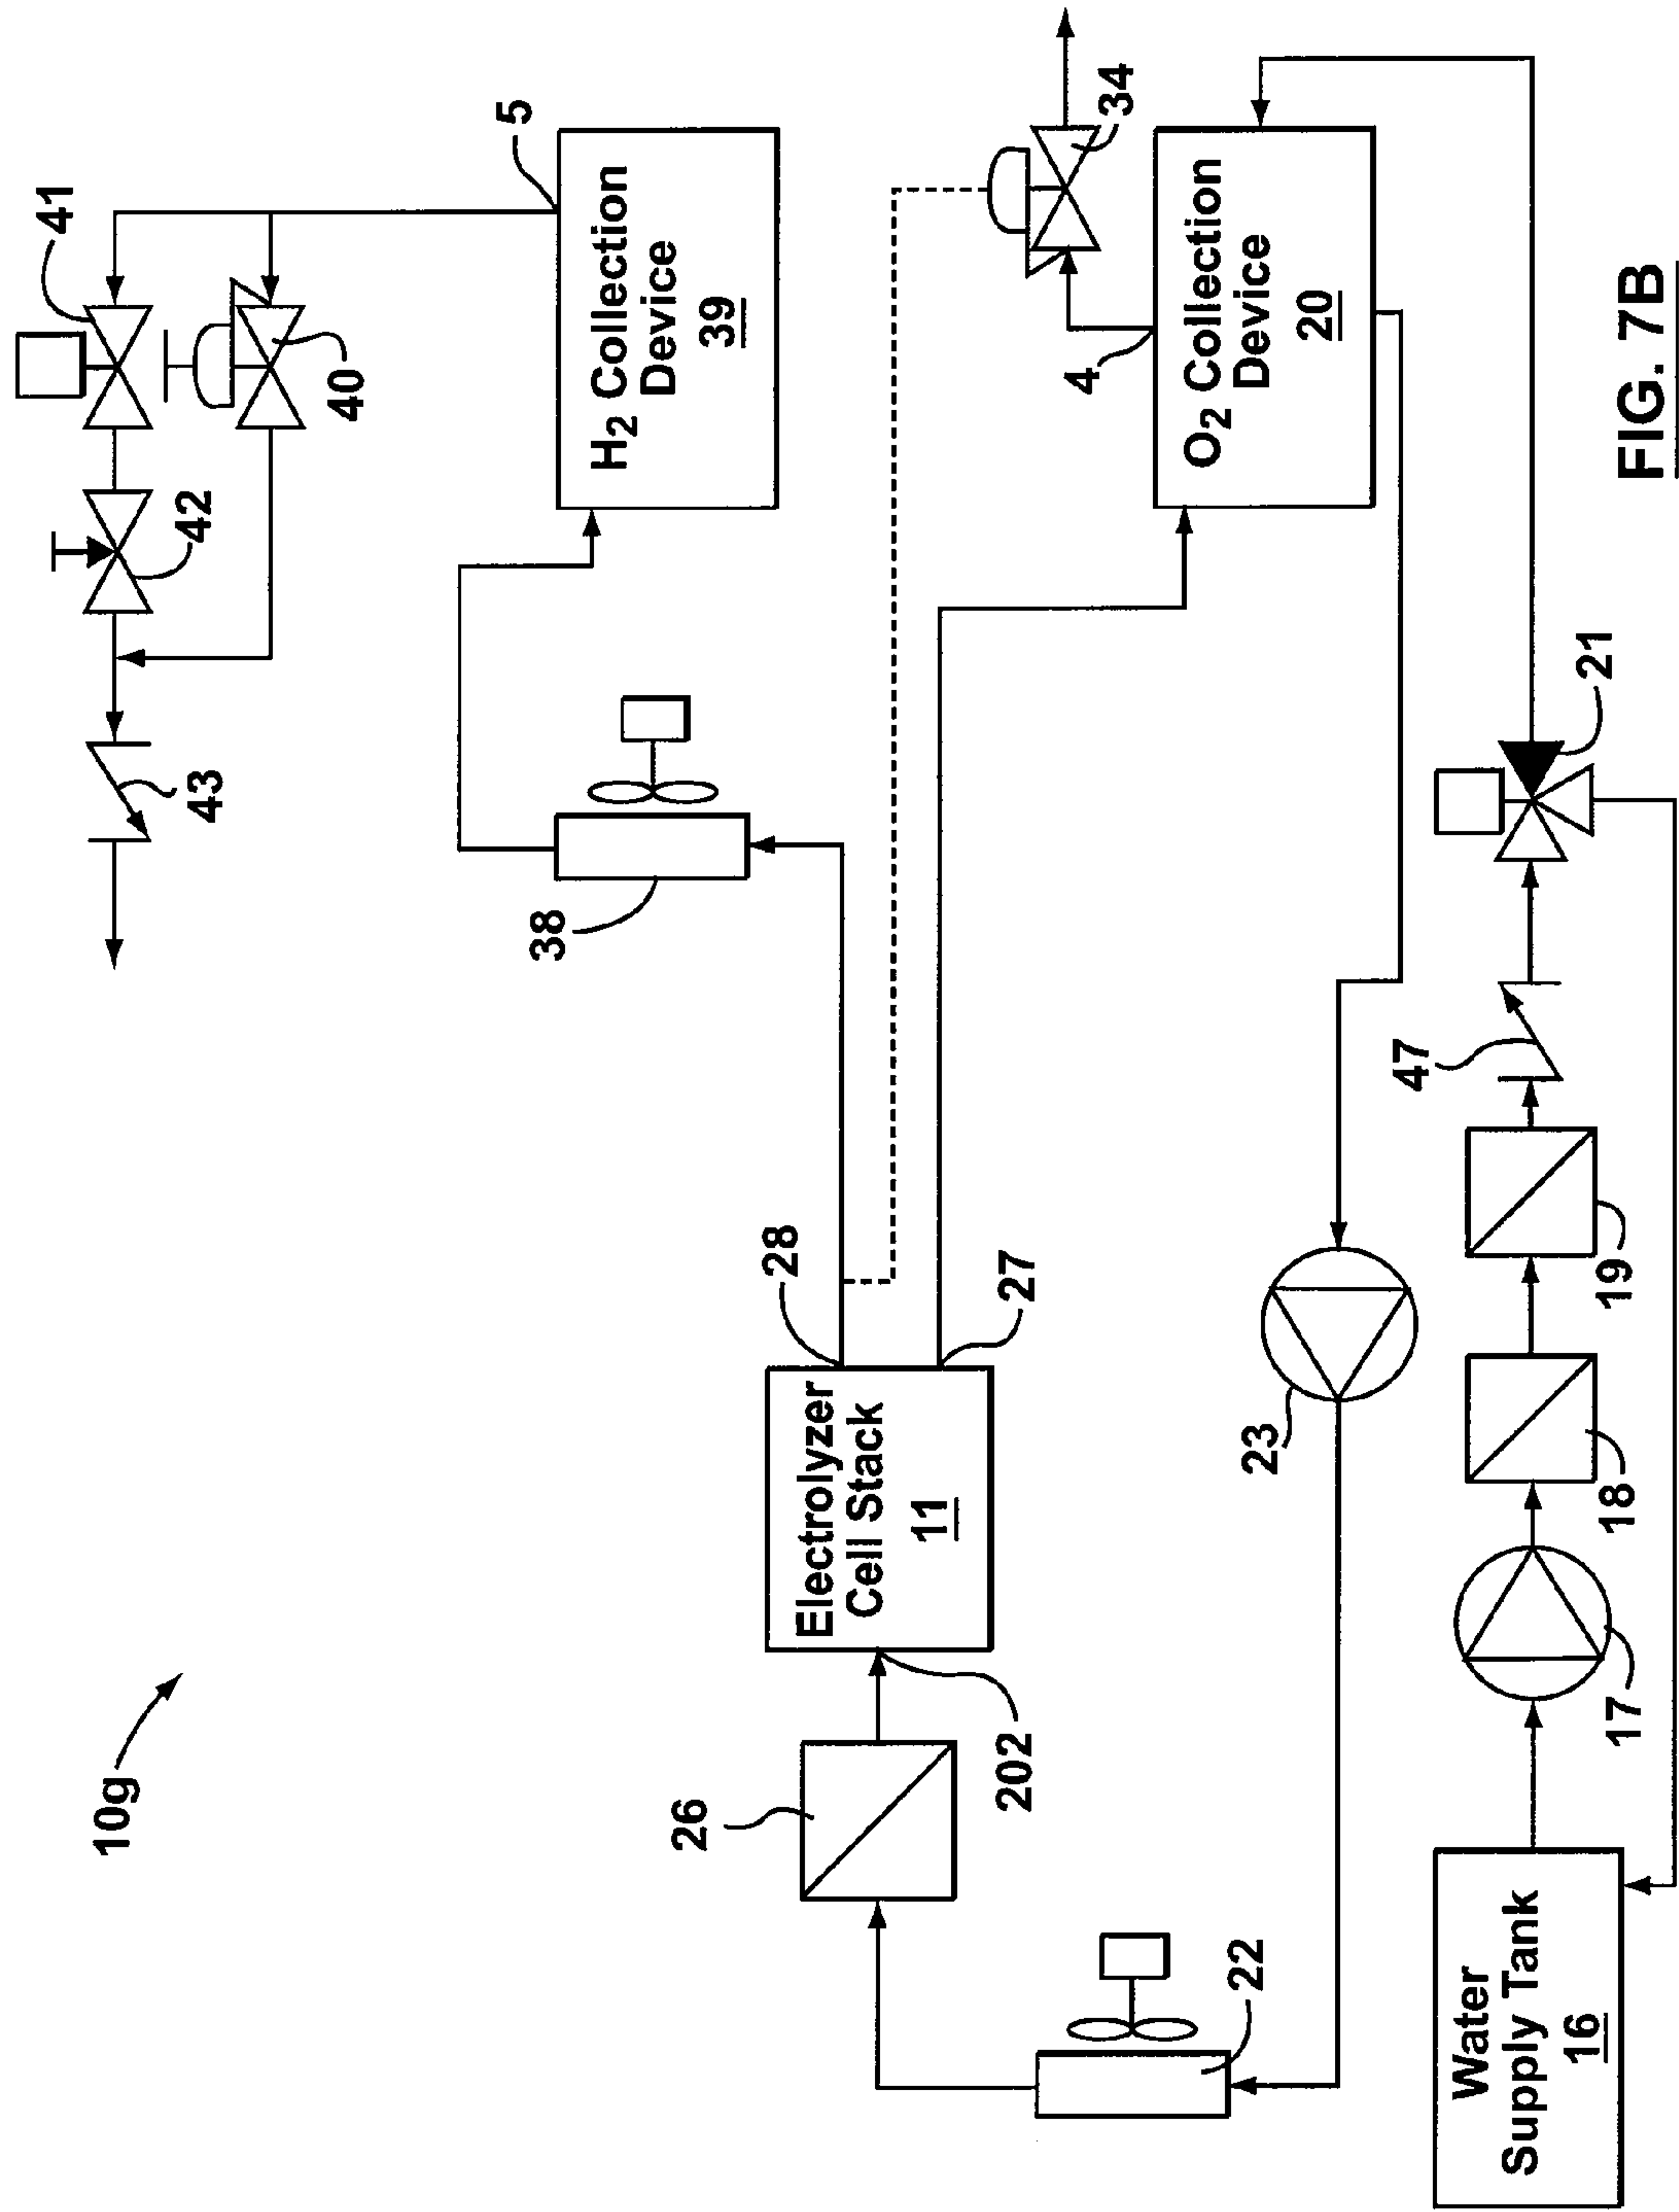 10g
41
42
43
40
5
H2 Collection
Device
39
38
34
4
O2 Collection
Device
20
28
27
Electrolyzer
Cell Stack
11
202
26
23
22
21
47
19
18
17
Water
Supply Tank
16
FIG. 7B